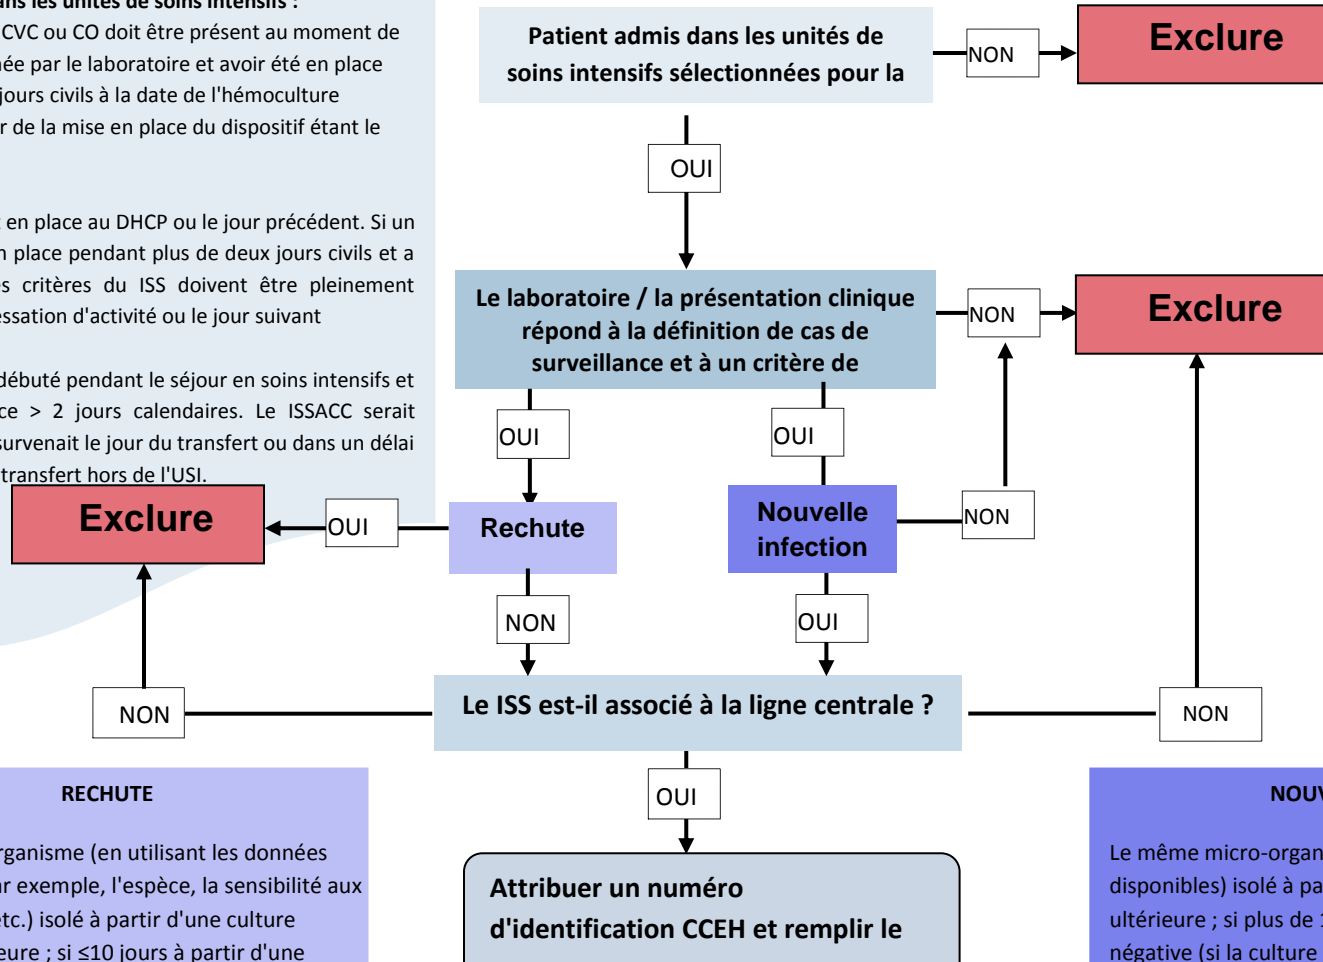 ans les unités de soins intensifs :
CVC ou CO doit être présent au moment de
née par le laboratoire et avoir été en place
jours civils à la date de l'hémoculture
r de la mise en place du dispositif étant le
t en place au DHCP ou le jour précédent. Si un
n place pendant plus de deux jours civils et a
es critères du ISS doivent être pleinement
essation d'activité ou le jour suivant
débuté pendant le séjour en soins intensifs et
ce > 2 jours calendaires. Le ISSACC serait
survenait le jour du transfert ou dans un délai
transfert hors de l'USI.
Patient admis dans les unités de
soins intensifs sélectionnées pour la
NON
Exclure
OUI
Le laboratoire / la présentation clinique
répond à la définition de cas de
surveillance et à un critère de
NON
Exclure
OUI
OUI
Exclure
OUI
Rechute
Nouvelle
infection
NON
NON
OUI
NON
Le ISS est-il associé à la ligne centrale ?
NON
OUI
RECHUTE
rganisme (en utilisant les données
ar exemple, l'espèce, la sensibilité aux
etc.) isolé à partir d'une culture
eure ; si ≤10 jours à partir d'une
Attribuer un numéro
d'identification CCEH et remplir le
NOUV
Le même micro-organ
disponibles) isolé à pa
ultérieure ; si plus de 1
négative (si la culture